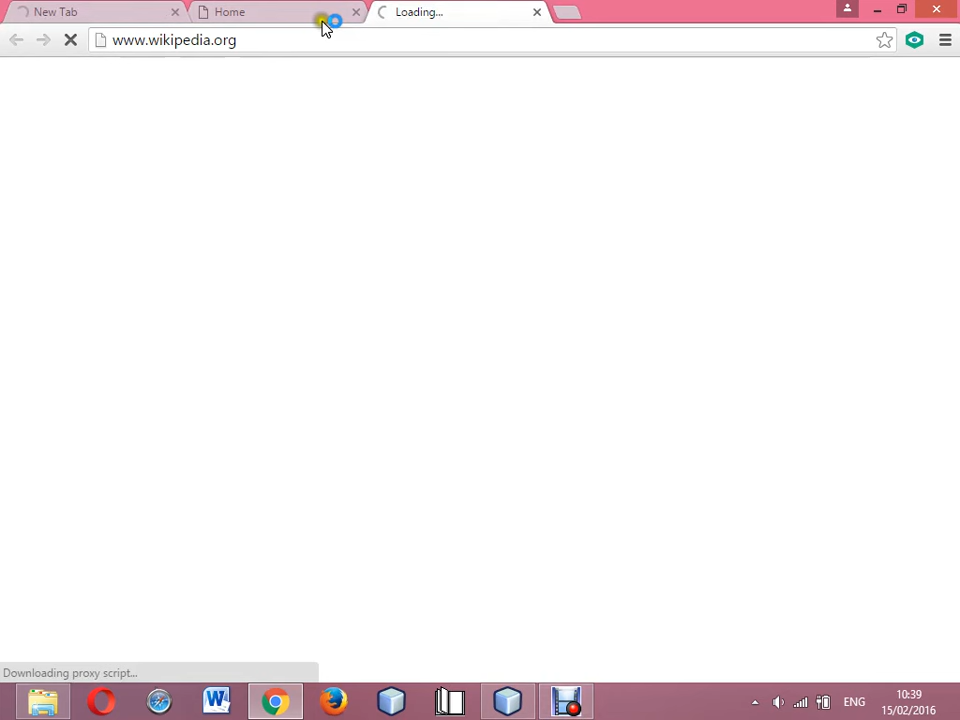 New Tab
Home
Loading...
www.wikipedia.org
Downloading proxy script...
W
ENG
10:39
15/02/2016